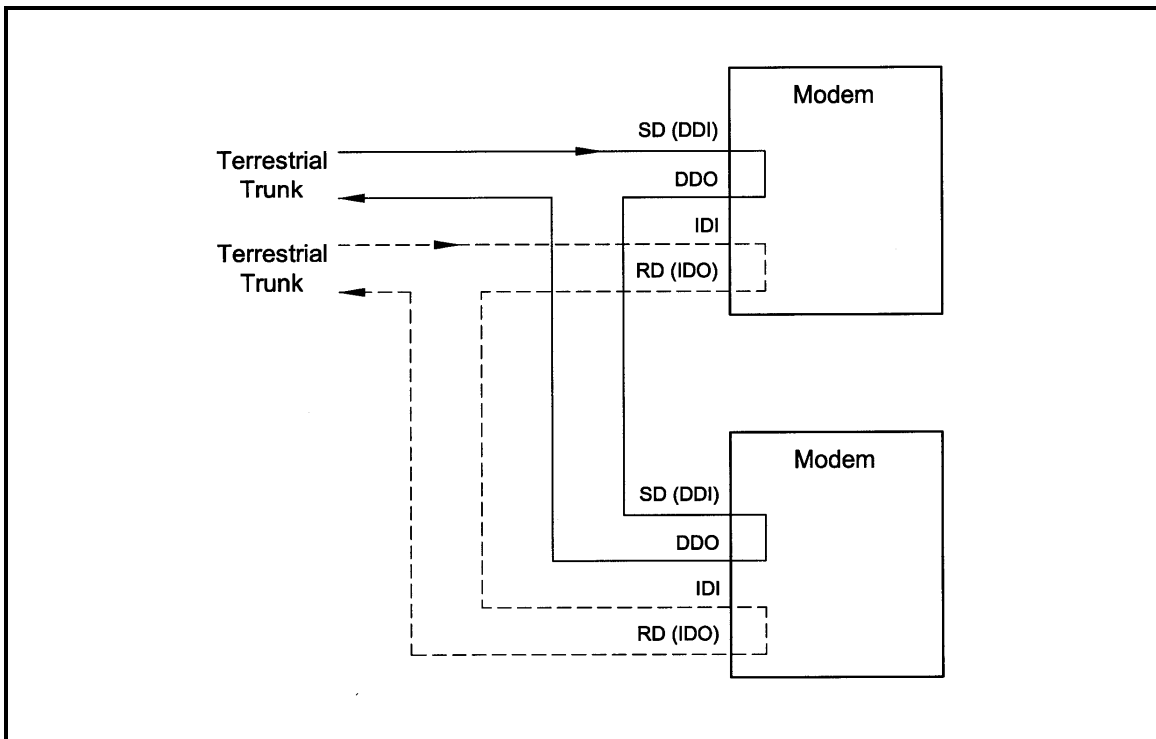 Modem
SD (DDI)
Terrestrial
Trunk
DDO
IDI
Terrestrial
Trunk
RD (IDO)
Modem
SD (DDI)
DDO
IDI
RD (IDO)